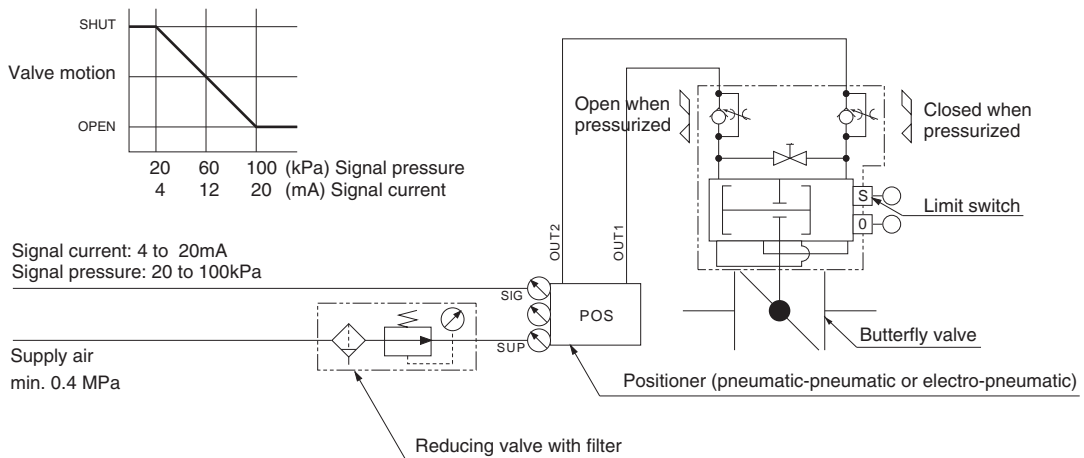 SHUT
Valve motion
OPEN
20 60 100 (kPa) Signal pressure
4 12 20 (mA) Signal current
Open when
pressurized
Closed when
pressurized
S
0
Limit switch
OUT2
OUT1
Signal current: 4 to 20mA
Signal pressure: 20 to 100kPa
SIG
POS
SUP
Supply air
min. 0.4 MPa
Butterfly valve
Positioner (pneumatic-pneumatic or electro-pneumatic)
Reducing valve with filter